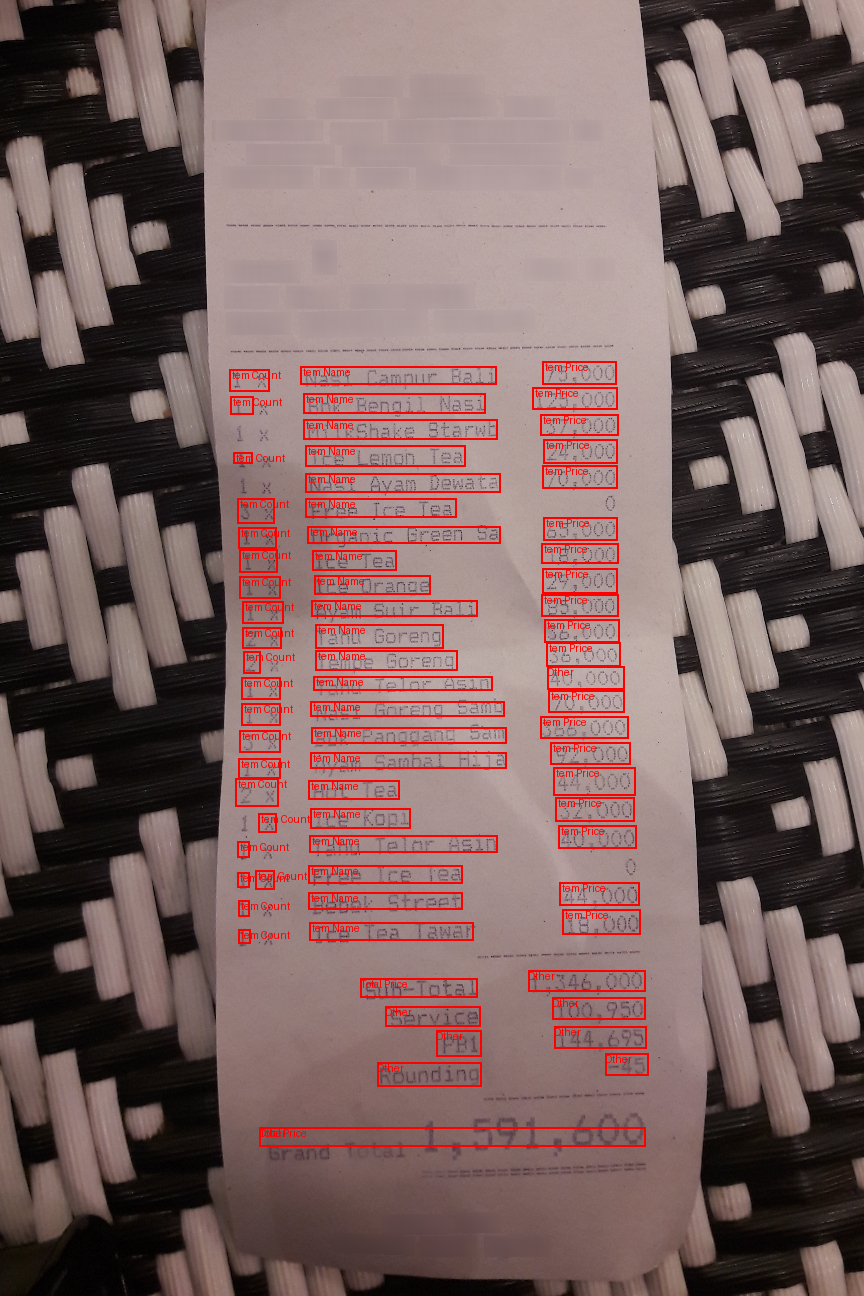 1 x Nasi Campur Bali 75,000
1 x Bbk Bengil Nasi 125,000
1 x MilkShake Starwb 37,000
1 x Ice Lemon Tea 24,000
1 x Nasi Ayam Dewata 70,000
3 x Free Ice Tea 0
1 x Organic Green Sa 65,000
1 x Ice Tea 18,000
1 x Ice Orange 29,000
1 x Ayam Suir Bali 85,000
2 x Tahu Goreng 36,000
2 x Tempe Goreng 36,000
1 x Tahu Telor Asin 40,000
1 x Nasi Goreng Samb 70,000
3 x Bbk Panggang Sam 366,000
1 x Ayam Sambal Hija 92,000
2 x Hot Tea 44,000
1 x Ice Kopi 32,000
1 x Tahu Telor Asin 40,000
x Free Ice Tea 0
1 x Bebek Street 44,000
1 x Ice Tea Tawar 18,000
Sub-Total 1,346,000
Service 100,950
PB1 144,695
Rounding -45
Grand Total 1,591,600